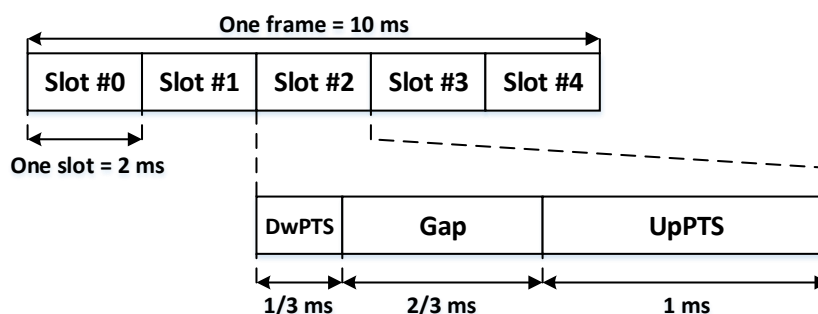 One frame = 10 ms
Slot #0 Slot #1 Slot #2 Slot #3 Slot #4
One slot = 2 ms
DwPTS Gap UpPTS
1/3 ms 2/3 ms 1 ms